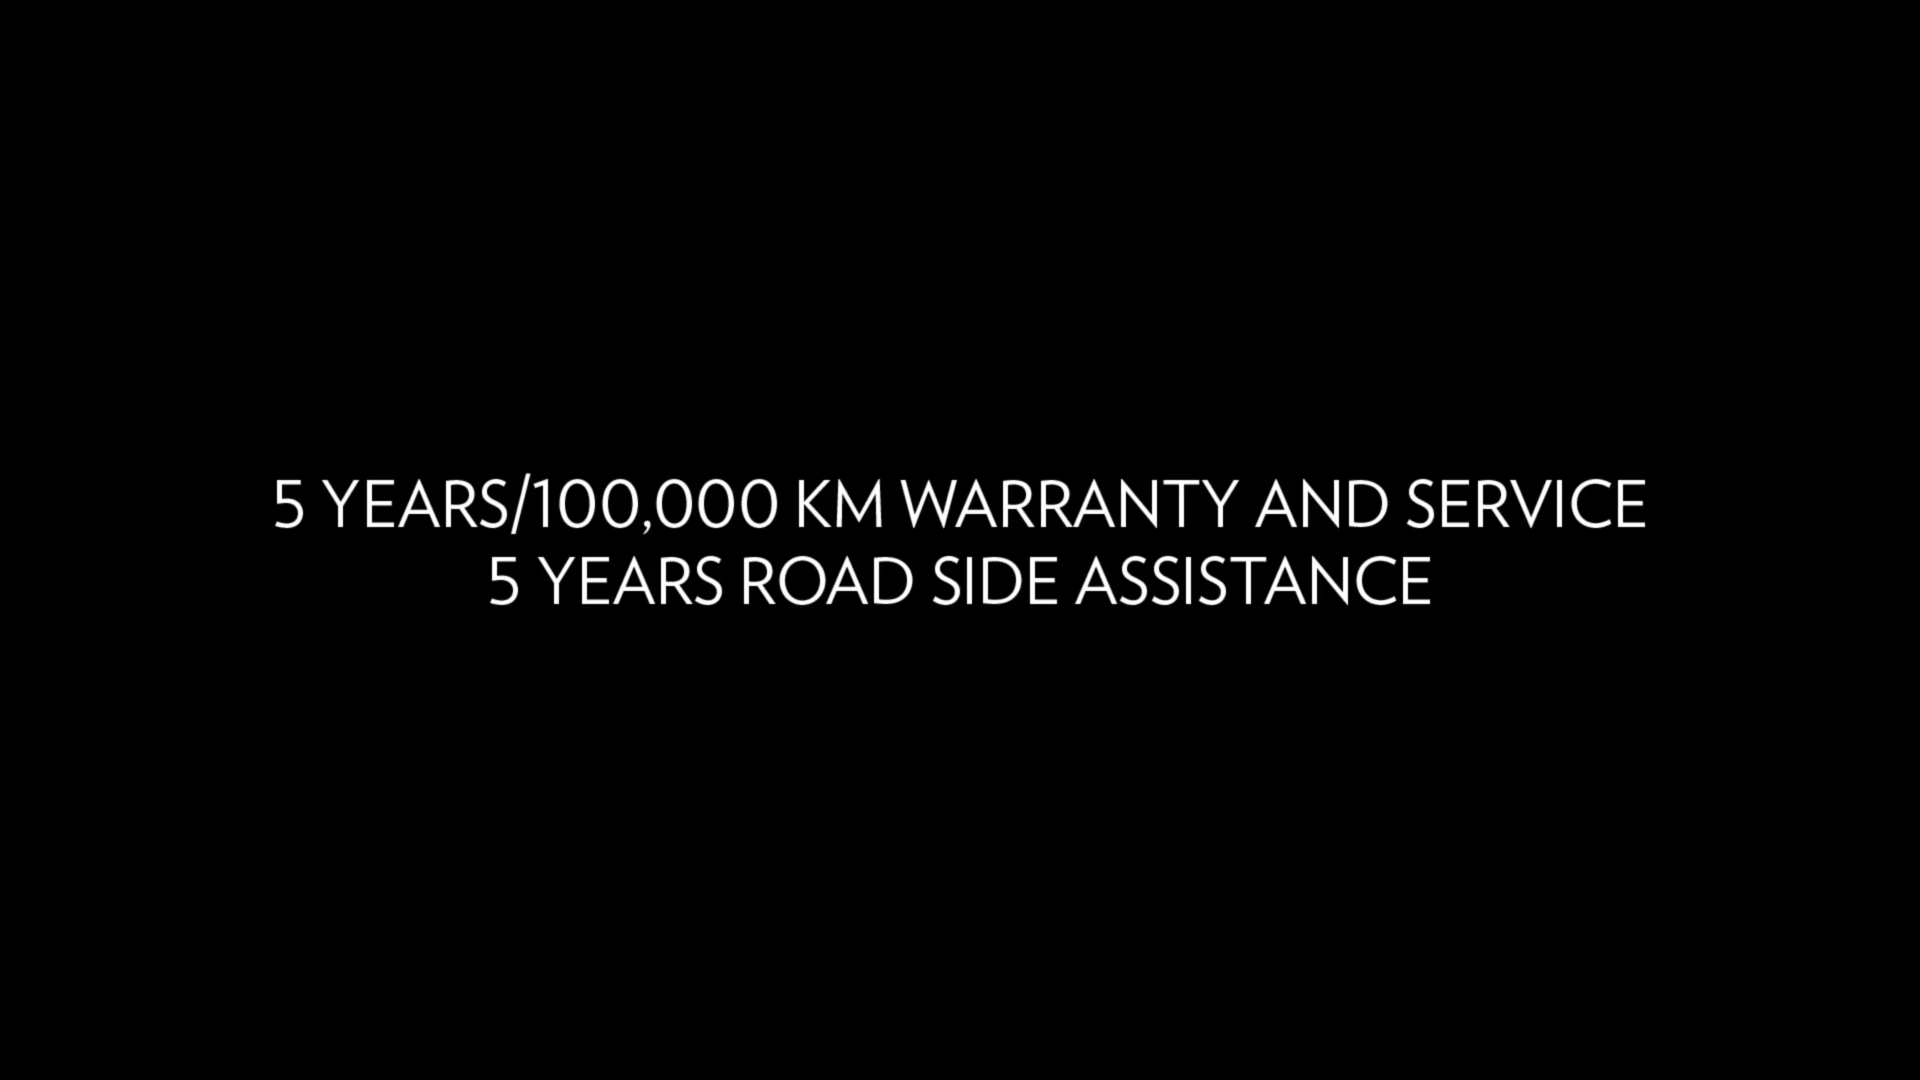 5 YEARS/100,000 KM WARRANTY AND SERVICE
5 YEARS ROAD SIDE ASSISTANCE